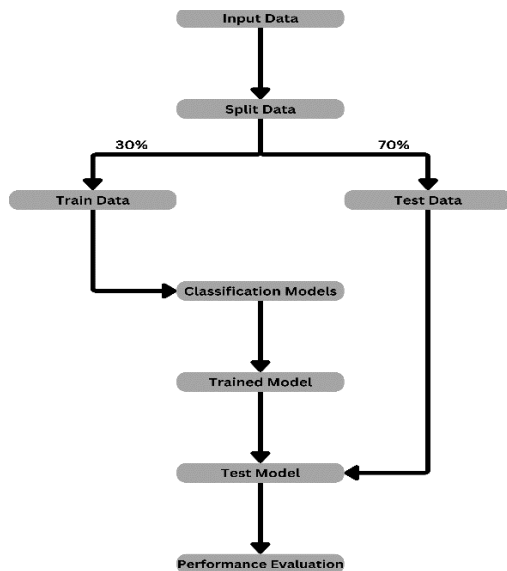 Input Data
Split Data
30%
70%
Train Data
Test Data
Classification Models
Trained Model
Test Model
Performance Evaluation